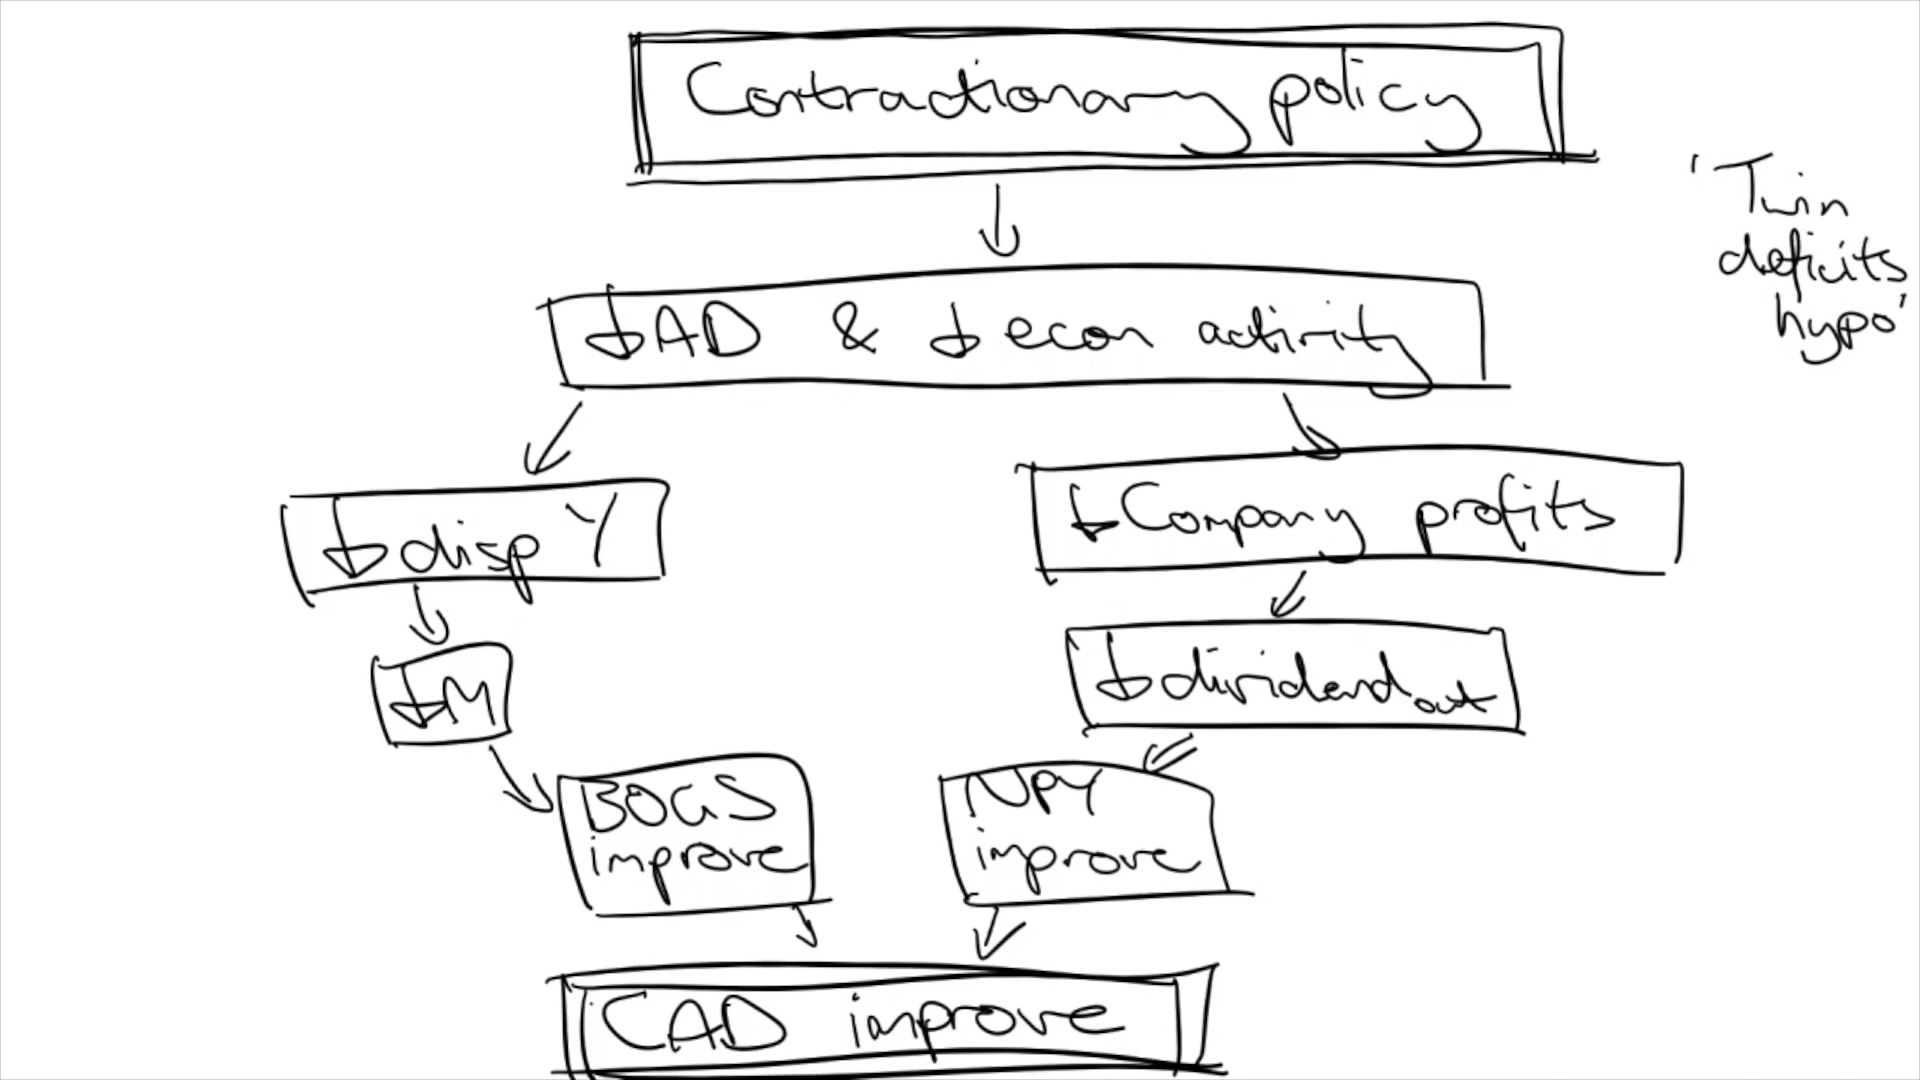 Contractionary policy
'Twin
deficits
hypo'
↓AD & ↓econ activity
↓disp Y
↓Company profits
↓M
↓dividend out
BOGS
improve
NPY
improve
CAD improve